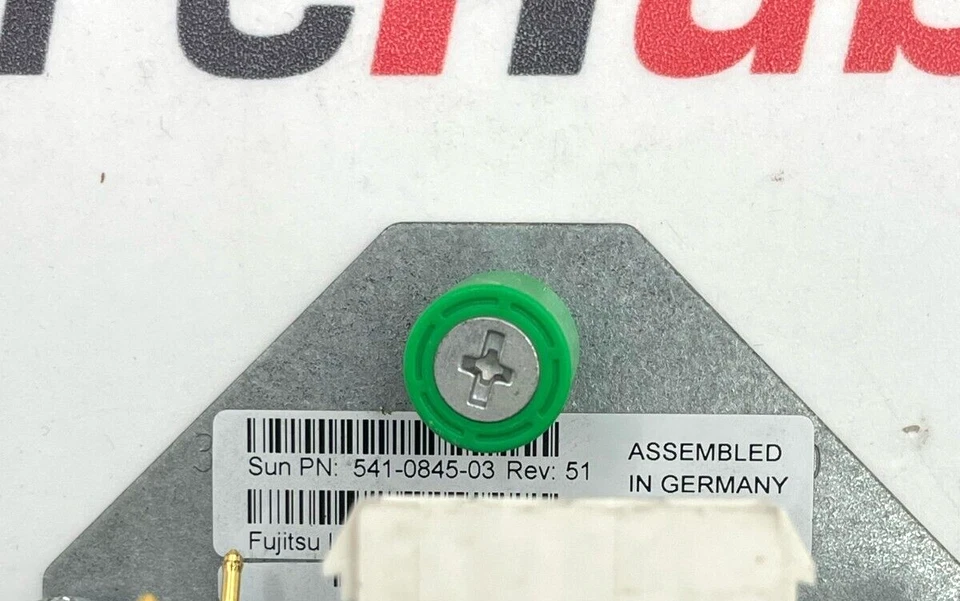 Sun PN: 541-0845-03 Rev: 51
ASSEMBLED
IN GERMANY
Fujitsu